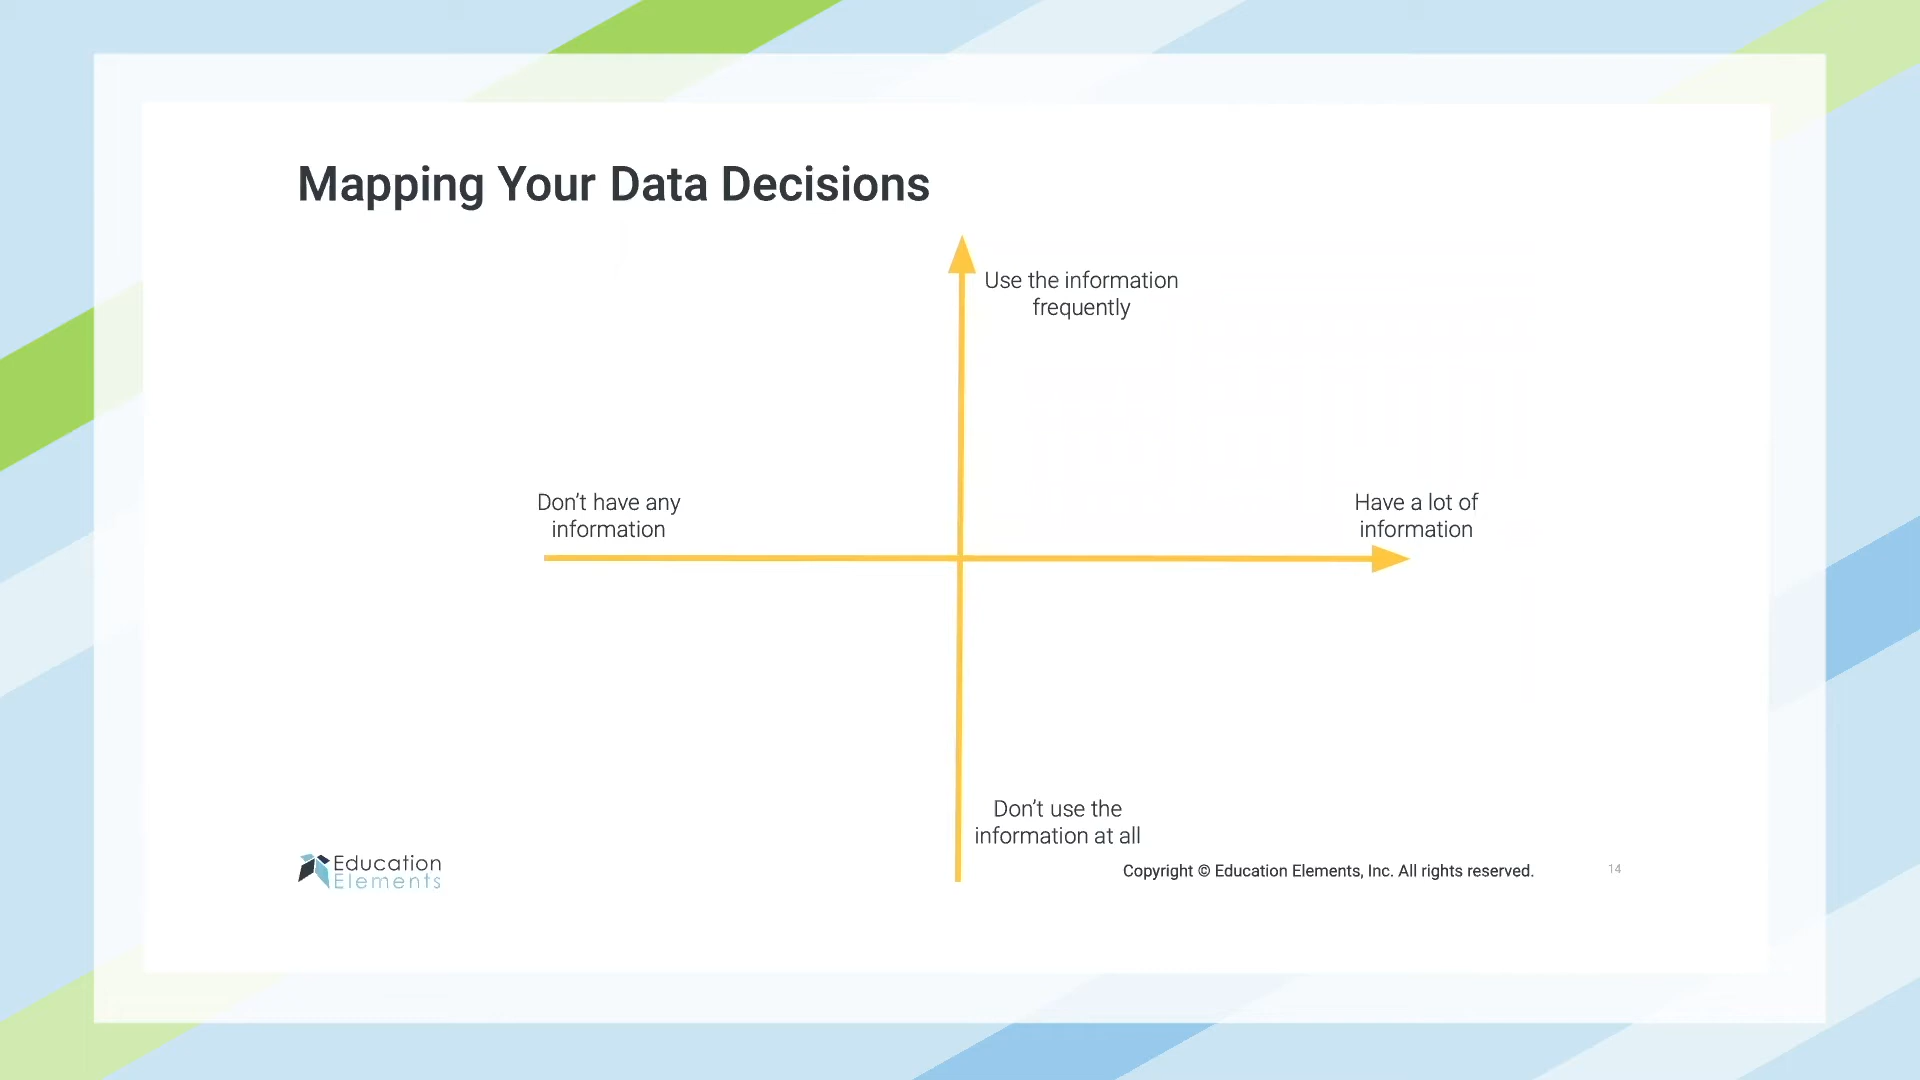 Mapping Your Data Decisions
Use the information
frequently
Don’t have any
information
Have a lot of
information
Don’t use the
information at all
Education
Elements
Copyright © Education Elements, Inc. All rights reserved.
14